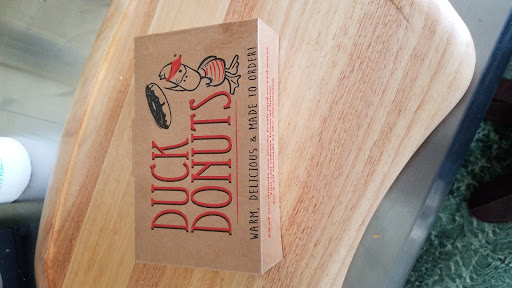 DUCK
DONUTS
WARM, DELICIOUS & MADE TO ORDER!